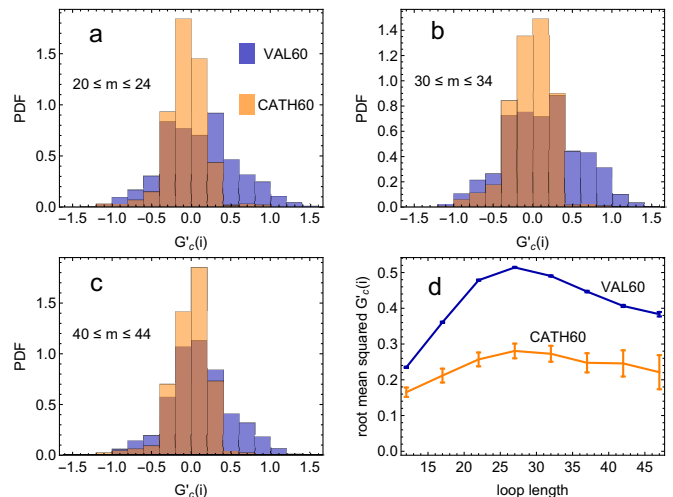 a
20 ≤ m ≤ 24
VAL60
CATH60
PDF
0.0
0.5
1.0
1.5
−1.5 −1.0 −0.5 0.0 0.5 1.0 1.5
G'c(i)
b
30 ≤ m ≤ 34
PDF
0.0
0.2
0.4
0.6
0.8
1.0
1.2
1.4
−1.5 −1.0 −0.5 0.0 0.5 1.0 1.5
G'c(i)
c
40 ≤ m ≤ 44
PDF
0.0
0.5
1.0
1.5
−1.5 −1.0 −0.5 0.0 0.5 1.0 1.5
G'c(i)
d
VAL60
CATH60
root mean squared G'c(i)
0.0
0.1
0.2
0.3
0.4
0.5
15 25 35 45
loop length